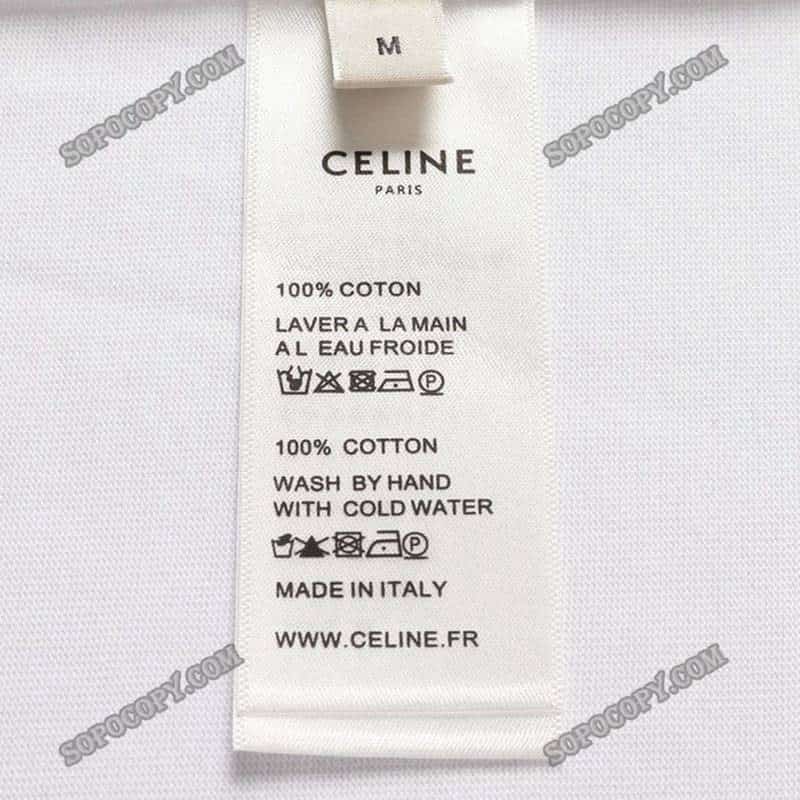 M
SOPOCOPY.COM
SOPOCOPY.COM
CELINE
PARIS
100% COTON
LAVER A LA MAIN
A L EAU FROIDE
P
100% COTTON
WASH BY HAND
WITH COLD WATER
P
MADE IN ITALY
WWW.CELINE.FR
SOPOCOPY.COM
SOPOCOPY.COM